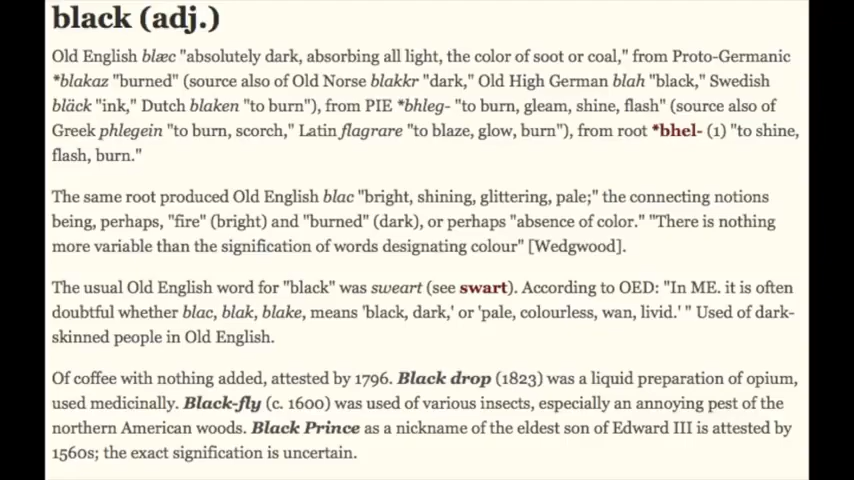 black (adj.)
Old English blæc "absolutely dark, absorbing all light, the color of soot or coal," from Proto-Germanic
*blakaz "burned" (source also of Old Norse blakkr "dark," Old High German blah "black," Swedish
bläck "ink," Dutch blaken "to burn"), from PIE *bhleg- "to burn, gleam, shine, flash" (source also of
Greek phlegein "to burn, scorch," Latin flagrare "to blaze, glow, burn"), from root *bhel- (1) "to shine,
flash, burn."
The same root produced Old English blac "bright, shining, glittering, pale;" the connecting notions
being, perhaps, "fire" (bright) and "burned" (dark), or perhaps "absence of color." "There is nothing
more variable than the signification of words designating colour" [Wedgwood].
The usual Old English word for "black" was sweart (see swart). According to OED: "In ME. it is often
doubtful whether blac, blak, blake, means 'black, dark,' or 'pale, colourless, wan, livid.' " Used of dark-
skinned people in Old English.
Of coffee with nothing added, attested by 1796. Black drop (1823) was a liquid preparation of opium,
used medicinally. Black-fly (c. 1600) was used of various insects, especially an annoying pest of the
northern American woods. Black Prince as a nickname of the eldest son of Edward III is attested by
1560s; the exact signification is uncertain.